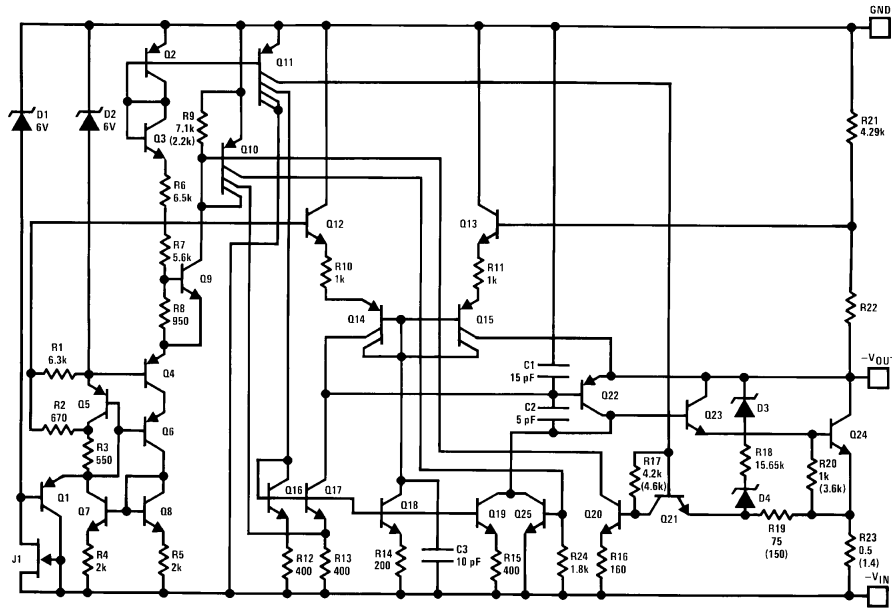 GND
Q2
Q11
D1
6V
D2
6V
Q3
R9
7.1k
(2.2k)
Q10
R21
4.29k
R6
6.5k
Q12
Q13
R7
5.6k
Q9
R10
1k
R11
1k
R22
R8
950
Q14
Q15
R1
6.3k
Q4
C1
15 pF
-VOUT
Q5
Q22
R2
670
Q6
C2
5 pF
Q23
D3
Q24
R3
550
R18
15.65k
R20
1k
(3.6k)
R17
4.2k
(4.6k)
Q1
Q7
Q8
Q16
Q17
Q18
Q19
Q25
Q20
Q21
D4
R19
75
(150)
J1
R4
2k
R5
2k
R12
400
R13
400
R14
200
C3
10 pF
R15
400
R24
1.8k
R16
160
R23
0.5
(1.4)
-VIN